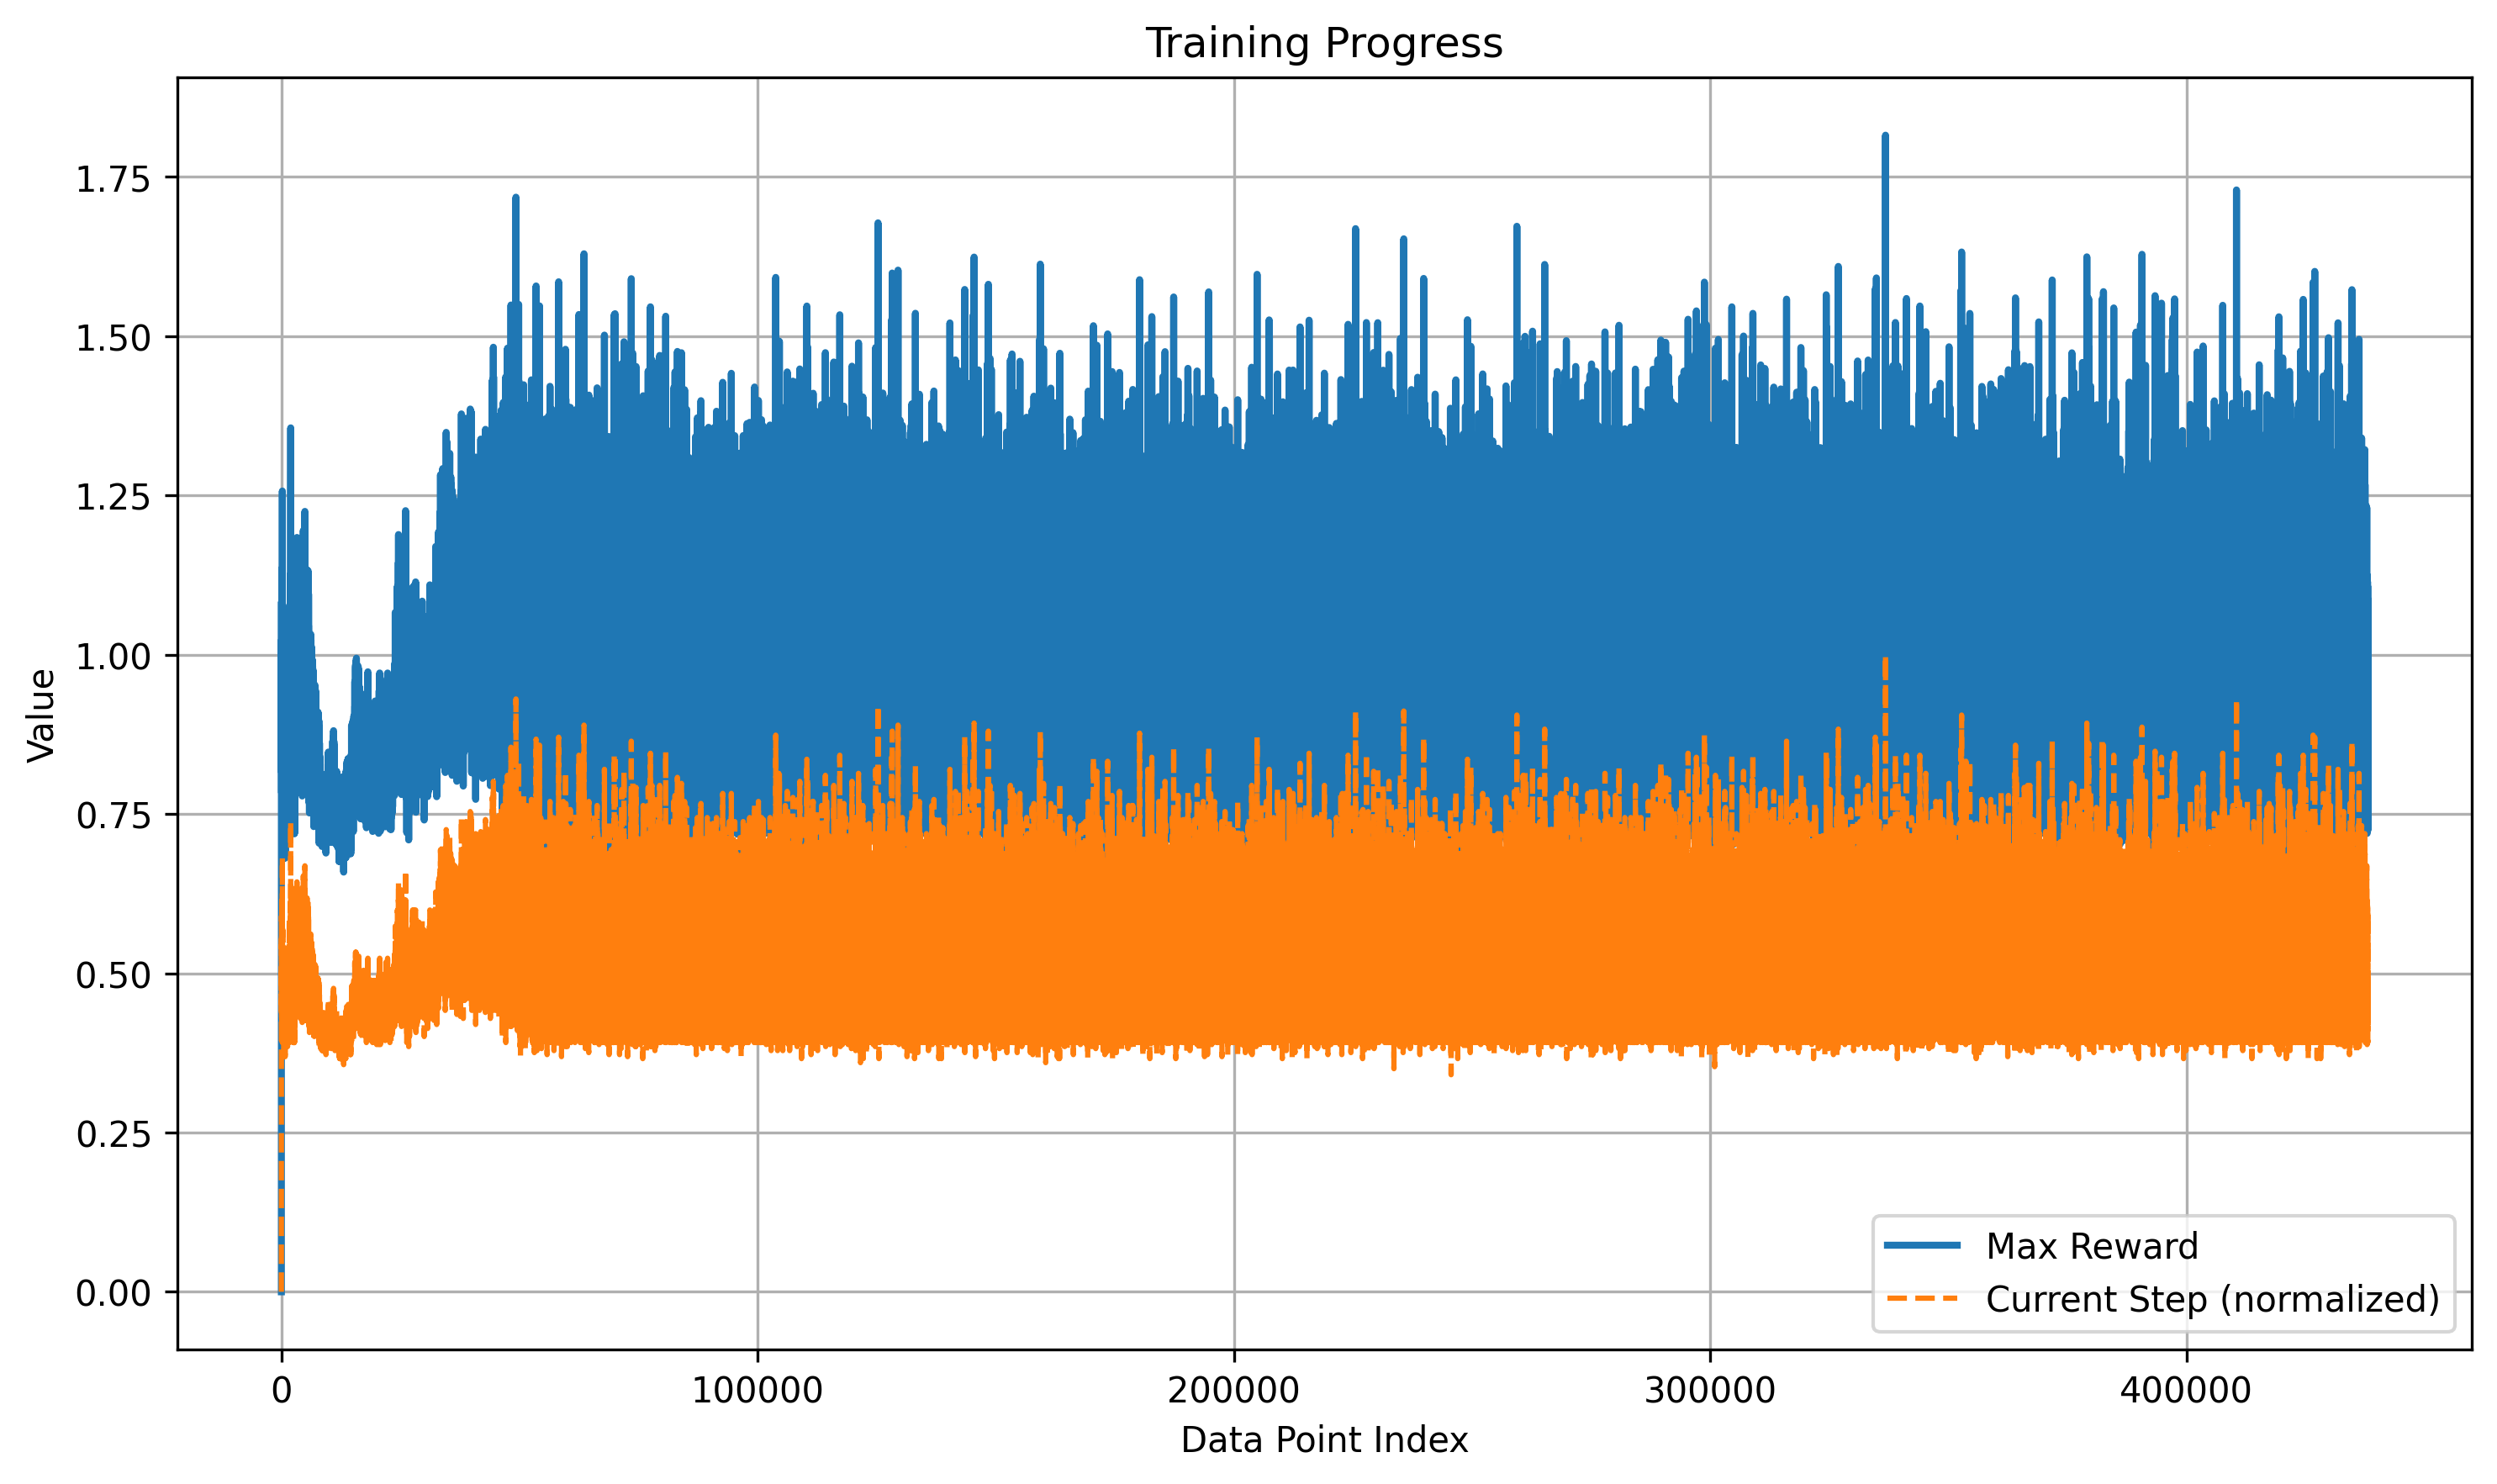 Training Progress
Value
1.75
1.50
1.25
1.00
0.75
0.50
0.25
0.00
0
100000
200000
300000
400000
Data Point Index
Max Reward
Current Step (normalized)